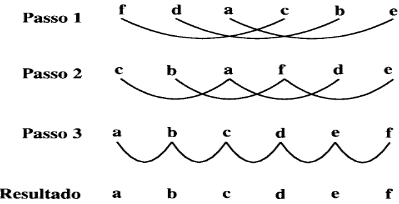 Passo 1 f d a c b e
Passo 2 c b a f d e
Passo 3 a b c d e f
Resultado a b c d e f